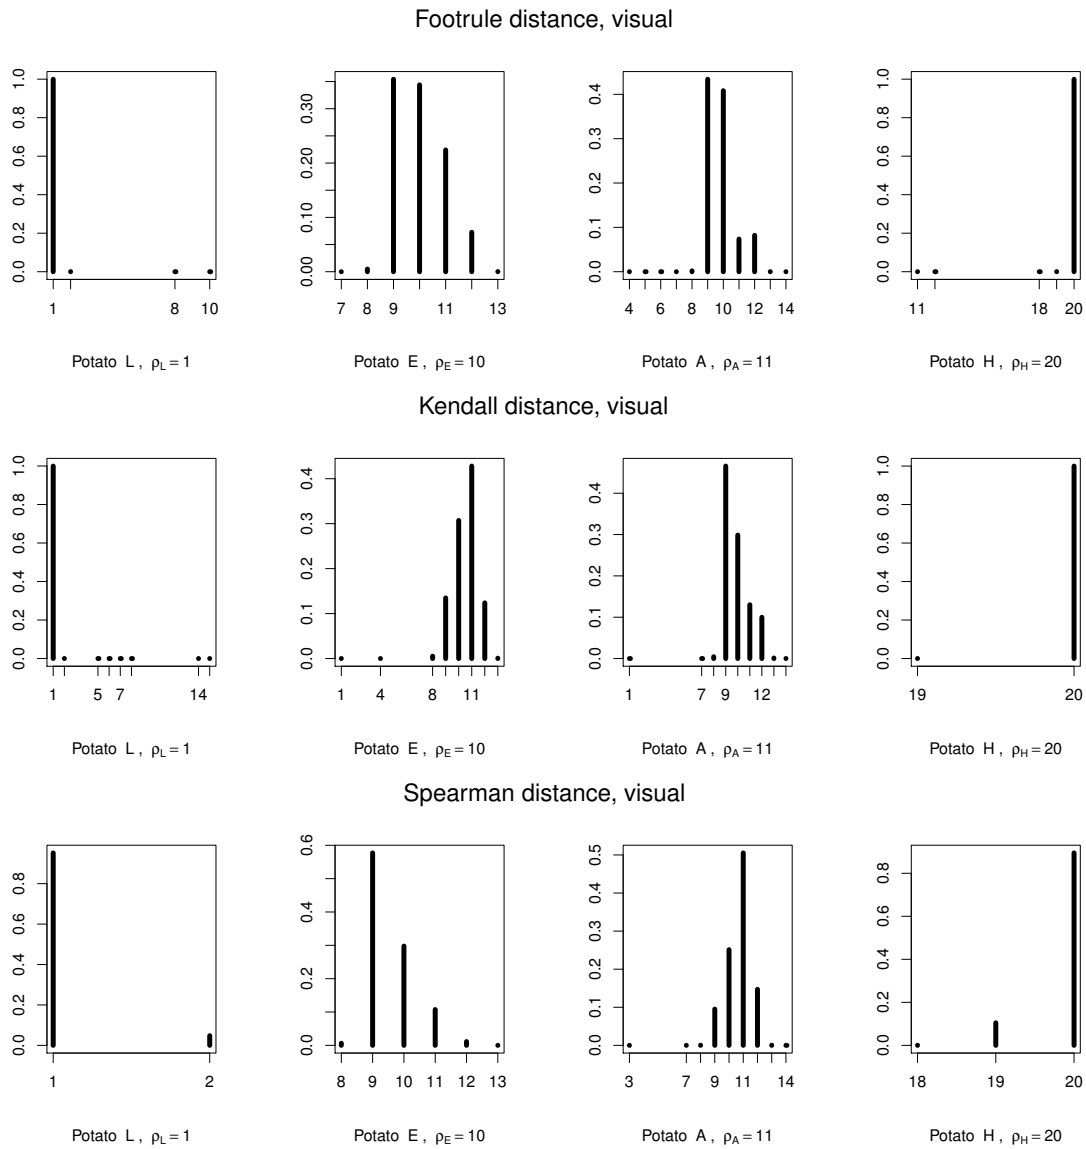 Footrule distance, visual
0.0 0.2 0.4 0.6 0.8 1.0
1 8 10
Potato L , ρL = 1
0.00 0.10 0.20 0.30
7 8 9 11 13
Potato E , ρE = 10
0.0 0.1 0.2 0.3 0.4
4 6 8 10 12 14
Potato A , ρA = 11
0.0 0.2 0.4 0.6 0.8 1.0
11 18 20
Potato H , ρH = 20
Kendall distance, visual
0.0 0.2 0.4 0.6 0.8 1.0
1 5 7 14
Potato L , ρL = 1
0.0 0.1 0.2 0.3 0.4
1 4 8 11
Potato E , ρE = 10
0.0 0.1 0.2 0.3 0.4
1 7 9 12
Potato A , ρA = 11
0.0 0.2 0.4 0.6 0.8 1.0
19 20
Potato H , ρH = 20
Spearman distance, visual
0.0 0.2 0.4 0.6 0.8
1 2
Potato L , ρL = 1
0.0 0.2 0.4 0.6
8 9 10 11 12 13
Potato E , ρE = 10
0.0 0.1 0.2 0.3 0.4 0.5
3 7 9 11 14
Potato A , ρA = 11
0.0 0.2 0.4 0.6 0.8
18 19 20
Potato H , ρH = 20